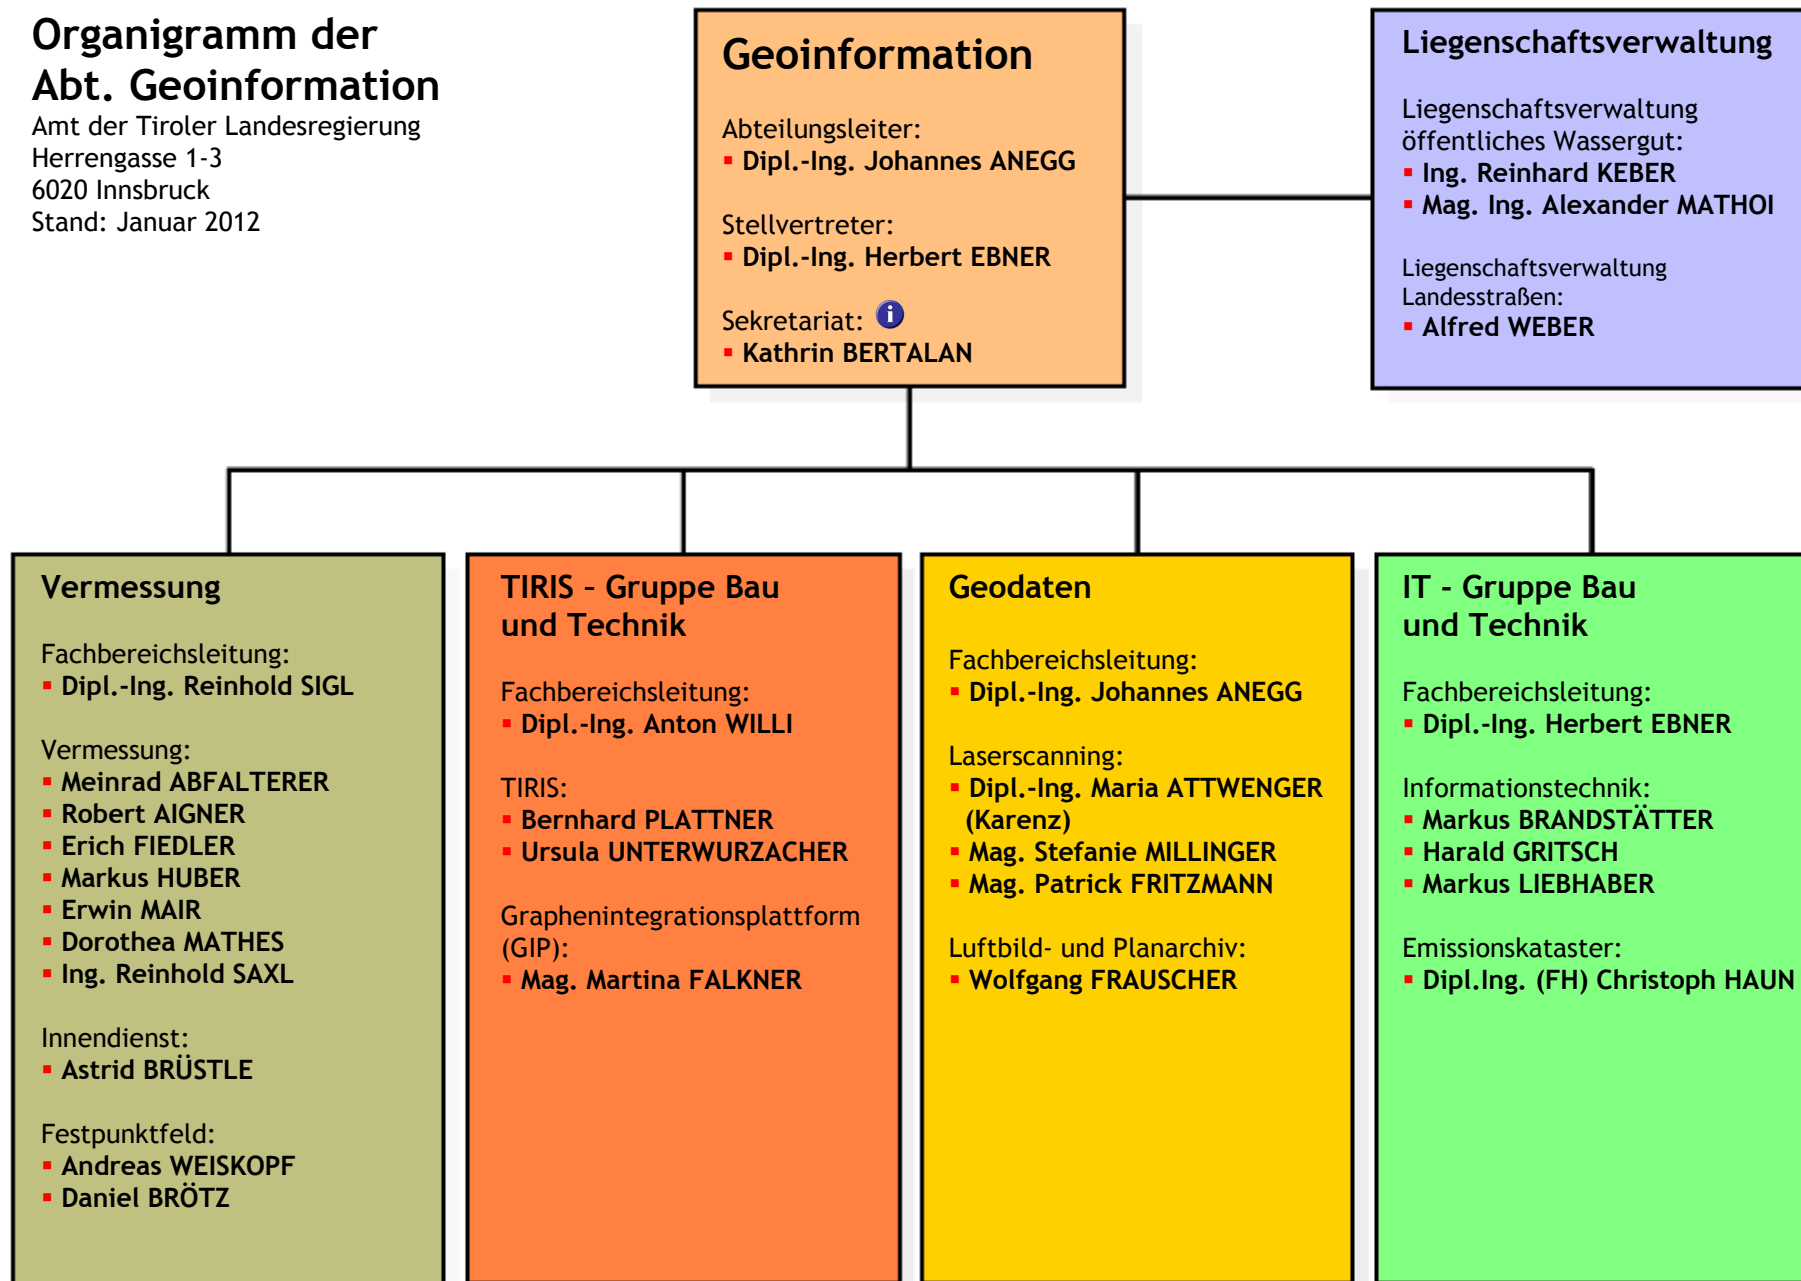 Organigramm der
Abt. Geoinformation
Amt der Tiroler Landesregierung
Herrengasse 1-3
6020 Innsbruck
Stand: Januar 2012
Geoinformation
Abteilungsleiter:
▪ Dipl.-Ing. Johannes ANEGG
Stellvertreter:
▪ Dipl.-Ing. Herbert EBNER
Sekretariat: i
▪ Kathrin BERTALAN
Liegenschaftsverwaltung
Liegenschaftsverwaltung
öffentliches Wassergut:
▪ Ing. Reinhard KEBER
▪ Mag. Ing. Alexander MATHOI
Liegenschaftsverwaltung
Landesstraßen:
▪ Alfred WEBER
Vermessung
Fachbereichsleitung:
▪ Dipl.-Ing. Reinhold SIGL
Vermessung:
▪ Meinrad ABFALTERER
▪ Robert AIGNER
▪ Erich FIEDLER
▪ Markus HUBER
▪ Erwin MAIR
▪ Dorothea MATHES
▪ Ing. Reinhold SAXL
Innendienst:
▪ Astrid BRÜSTLE
Festpunktfeld:
▪ Andreas WEISKOPF
▪ Daniel BRÖTZ
TIRIS – Gruppe Bau
und Technik
Fachbereichsleitung:
▪ Dipl.-Ing. Anton WILLI
TIRIS:
▪ Bernhard PLATTNER
▪ Ursula UNTERWURZACHER
Graphenintegrationsplattform
(GIP):
▪ Mag. Martina FALKNER
Geodaten
Fachbereichsleitung:
▪ Dipl.-Ing. Johannes ANEGG
Laserscanning:
▪ Dipl.-Ing. Maria ATTWENGER
(Karenz)
▪ Mag. Stefanie MILLINGER
▪ Mag. Patrick FRITZMANN
Luftbild- und Planarchiv:
▪ Wolfgang FRAUSCHER
IT - Gruppe Bau
und Technik
Fachbereichsleitung:
▪ Dipl.-Ing. Herbert EBNER
Informationstechnik:
▪ Markus BRANDSTÄTTER
▪ Harald GRITSCH
▪ Markus LIEBHABER
Emissionskataster:
▪ Dipl.Ing. (FH) Christoph HAUN